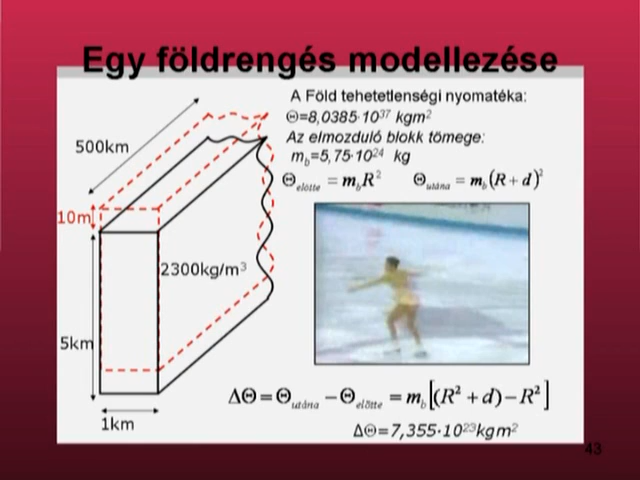 Egy földrengés modellezése
A Föld tehetetlenségi nyomatéka:
Θ=8,0385·10³⁷ kgm²
Az elmozduló blokk tömege:
m_b=5,75·10²⁴ kg
Θ_előtte = m_b R²    Θ_utána = m_b (R + d)²
500km
10m
2300kg/m³
5km
1km
ΔΘ = Θ_utána − Θ_előtte = m_b [(R² + d) − R²]
ΔΘ=7,355·10²³kgm²
43